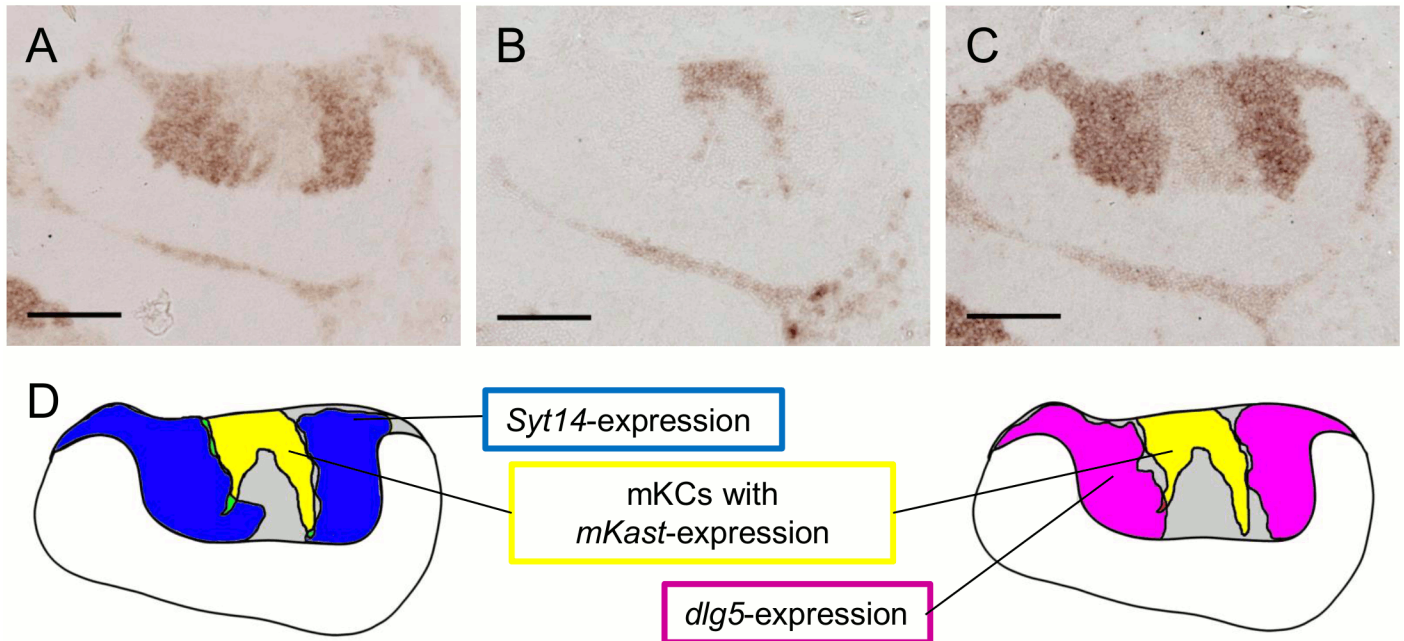 A
B
C
D
Syt14-expression
mKCs with
mKast-expression
dlg5-expression